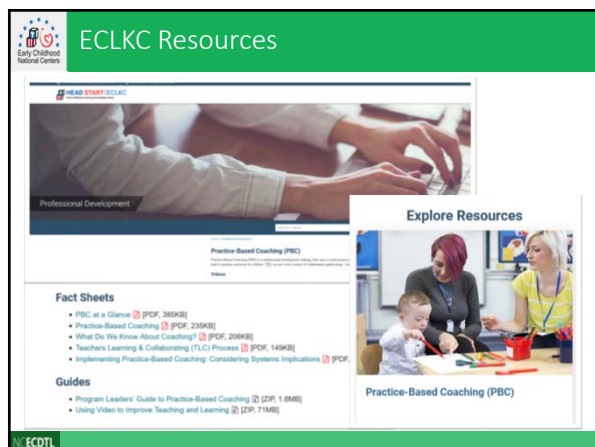 Early Childhood
National Centers
ECLKC Resources
HEAD START | ECLKC
Professional Development
Practice-Based Coaching (PBC)
Videos
Fact Sheets
PBC at a Glance [PDF, 385KB]
Practice-Based Coaching [PDF, 235KB]
What Do We Know About Coaching? [PDF, 206KB]
Teachers Learning & Collaborating (TLC) Process [PDF, 149KB]
Implementing Practice-Based Coaching: Considering Systems Implications [PDF,
Guides
Program Leaders' Guide to Practice-Based Coaching [ZIP, 1.6MB]
Using Video to Improve Teaching and Learning [ZIP, 71MB]
Explore Resources
Practice-Based Coaching (PBC)
NCECDTL